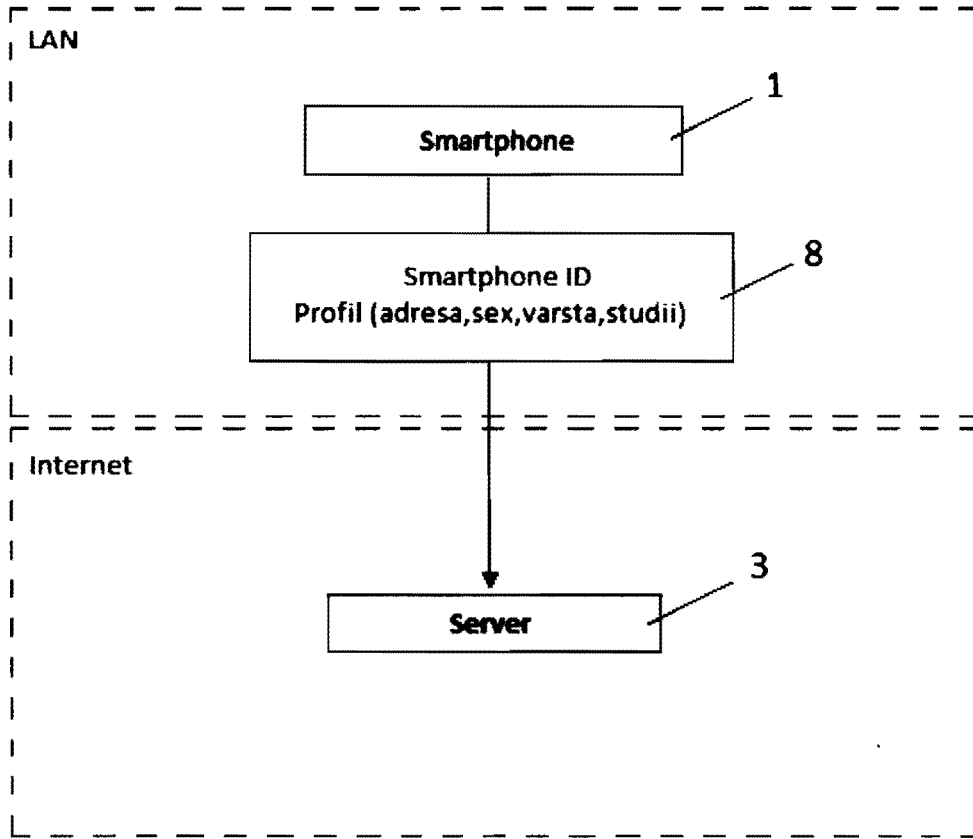 LAN
1
Smartphone
8
Smartphone ID
Profil (adresa,sex,varsta,studii)
Internet
3
Server